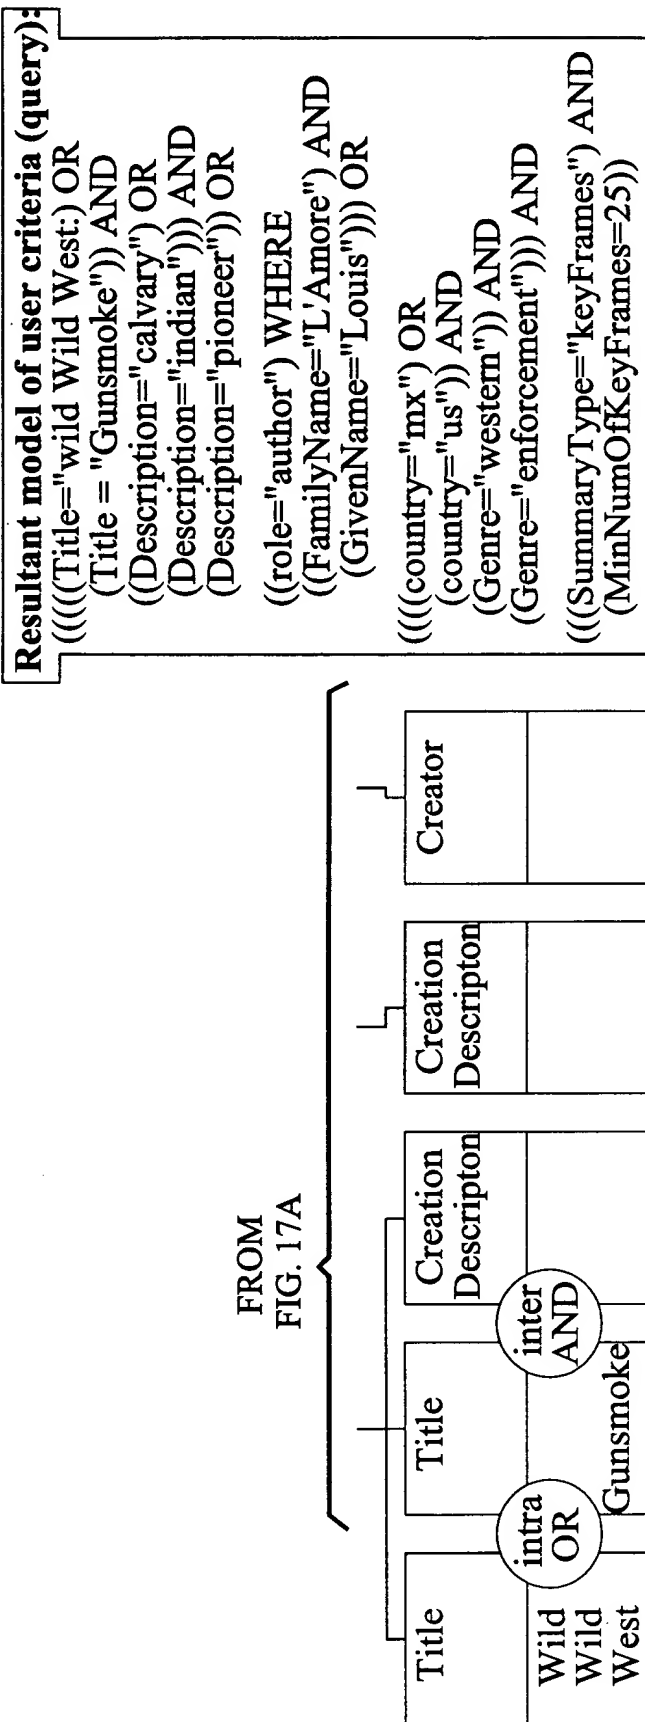 Resultant model of user criteria (query):
((((((Title="wild Wild West:) OR
(Title = "Gunsmoke")) AND
((Description="calvary") OR
(Description="indian"))) AND
(Description="pioneer")) OR
((role="author") WHERE
((FamilyName="L'Amore") AND
(GivenName="Louis"))) OR
((((country="mx") OR
(country="us")) AND
(Genre="western")) AND
(Genre="enforcement"))) AND
(((SummaryType="keyFrames") AND
(MinNumOfKeyFrames=25))
FROM
FIG. 17A
Title
Title
Creation
Descripton
Creation
Descripton
Creator
intra
OR
inter
AND
Wild
Wild
West
Gunsmoke